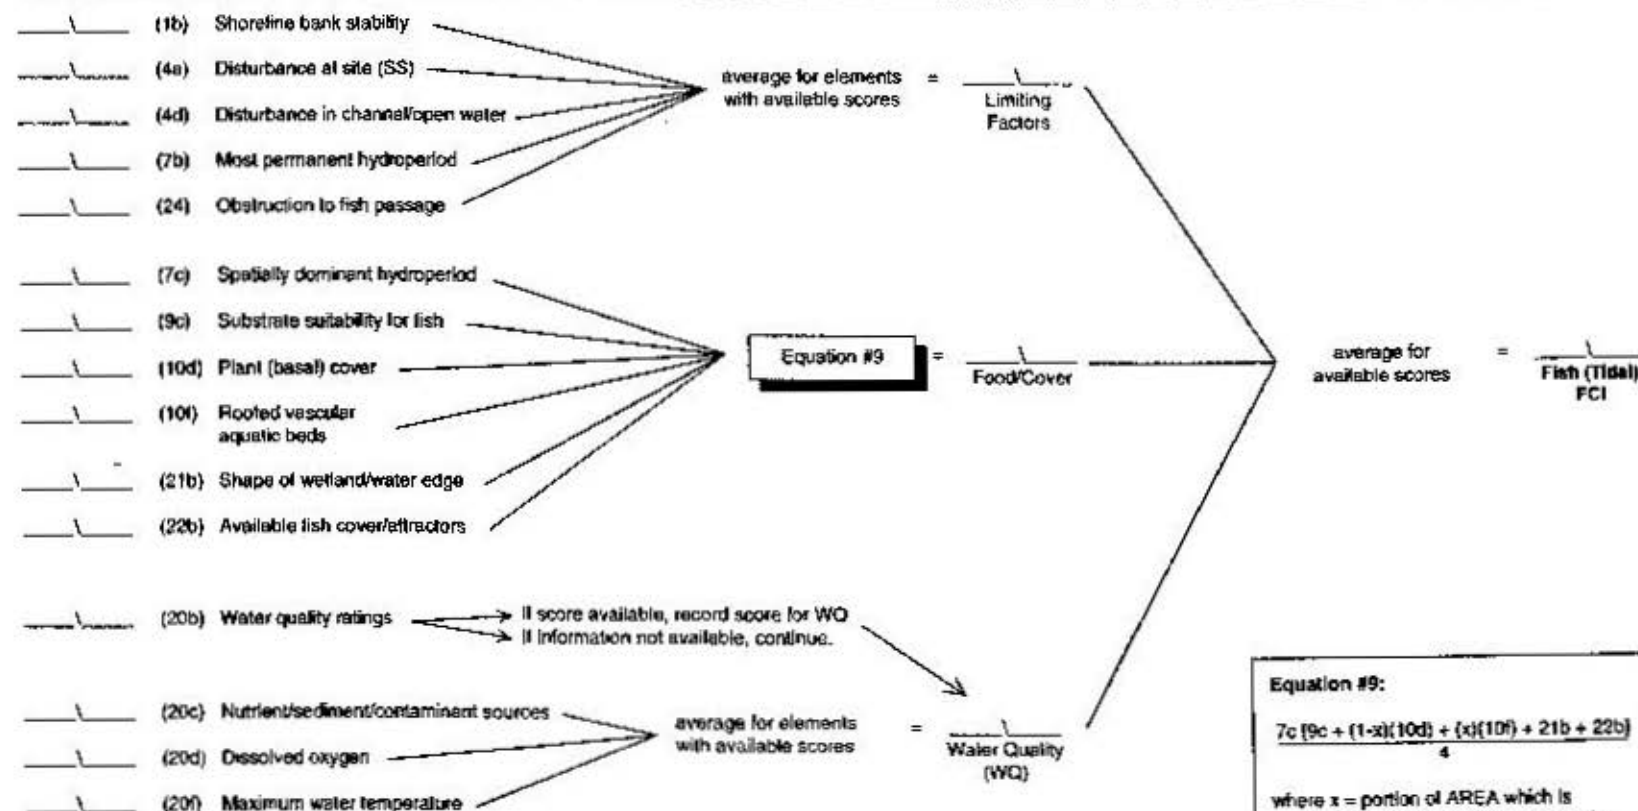 (1b) Shoreline bank stability
(4a) Disturbance at site (SS)
(4d) Disturbance in channel/open water
(7b) Most permanent hydroperiod
(24) Obstruction to fish passage
average for elements
with available scores
=
Limiting
Factors
(7c) Spatially dominant hydroperiod
(9c) Substrate suitability for fish
(10d) Plant (basal) cover
(10f) Rooted vascular
aquatic beds
(21b) Shape of wetland/water edge
(22b) Available fish cover/attractors
Equation #9
=
Food/Cover
average for
available scores
=
Fish (Tidal)
FCI
(20b) Water quality ratings
If score available, record score for WQ
If information not available, continue.
(20c) Nutrient/sediment/contaminant sources
(20d) Dissolved oxygen
(20f) Maximum water temperature
average for elements
with available scores
=
Water Quality
(WQ)
Equation #9:
7c {9c + (1-x)(10d) + (x)(10f) + 21b + 22b}
4
where x = portion of AREA which is